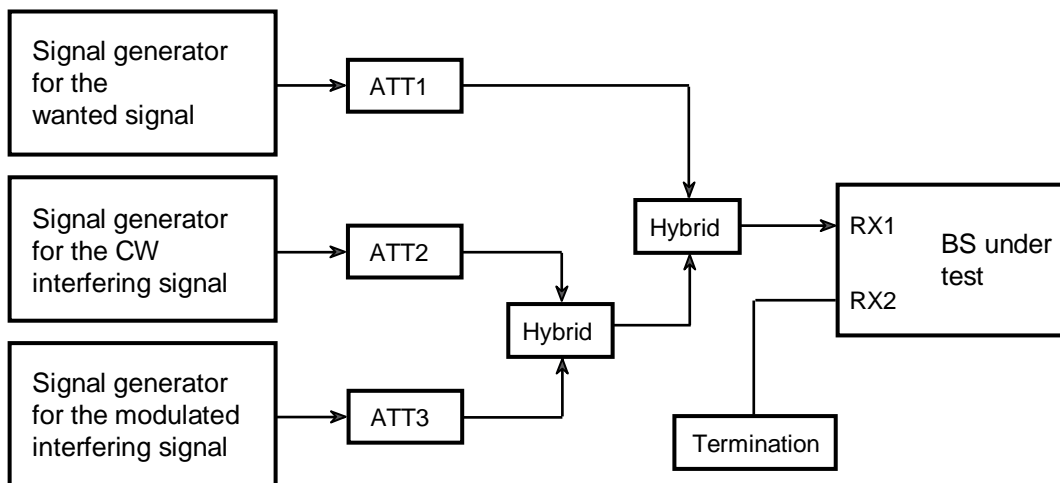 Signal generator
for the
wanted signal
ATT1
Signal generator
for the CW
interfering signal
ATT2
Hybrid
RX1
BS under
test
RX2
Hybrid
Signal generator
for the modulated
interfering signal
ATT3
Termination